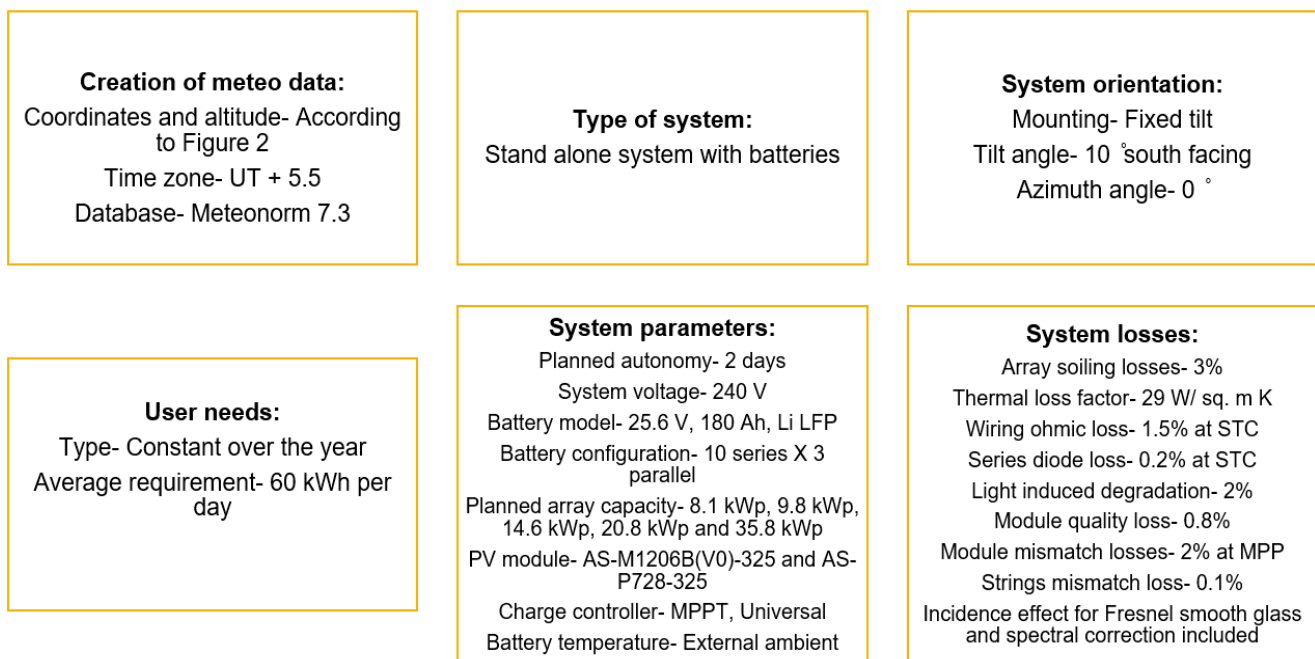 Creation of meteo data:
Coordinates and altitude- According
to Figure 2
Time zone- UT + 5.5
Database- Meteonorm 7.3
Type of system:
Stand alone system with batteries
System orientation:
Mounting- Fixed tilt
Tilt angle- 10 °south facing
Azimuth angle- 0 °
User needs:
Type- Constant over the year
Average requirement- 60 kWh per
day
System parameters:
Planned autonomy- 2 days
System voltage- 240 V
Battery model- 25.6 V, 180 Ah, Li LFP
Battery configuration- 10 series X 3
parallel
Planned array capacity- 8.1 kWp, 9.8 kWp,
14.6 kWp, 20.8 kWp and 35.8 kWp
PV module- AS-M1206B(V0)-325 and AS-
P728-325
Charge controller- MPPT, Universal
Battery temperature- External ambient
System losses:
Array soiling losses- 3%
Thermal loss factor- 29 W/ sq. m K
Wiring ohmic loss- 1.5% at STC
Series diode loss- 0.2% at STC
Light induced degradation- 2%
Module quality loss- 0.8%
Module mismatch losses- 2% at MPP
Strings mismatch loss- 0.1%
Incidence effect for Fresnel smooth glass
and spectral correction included